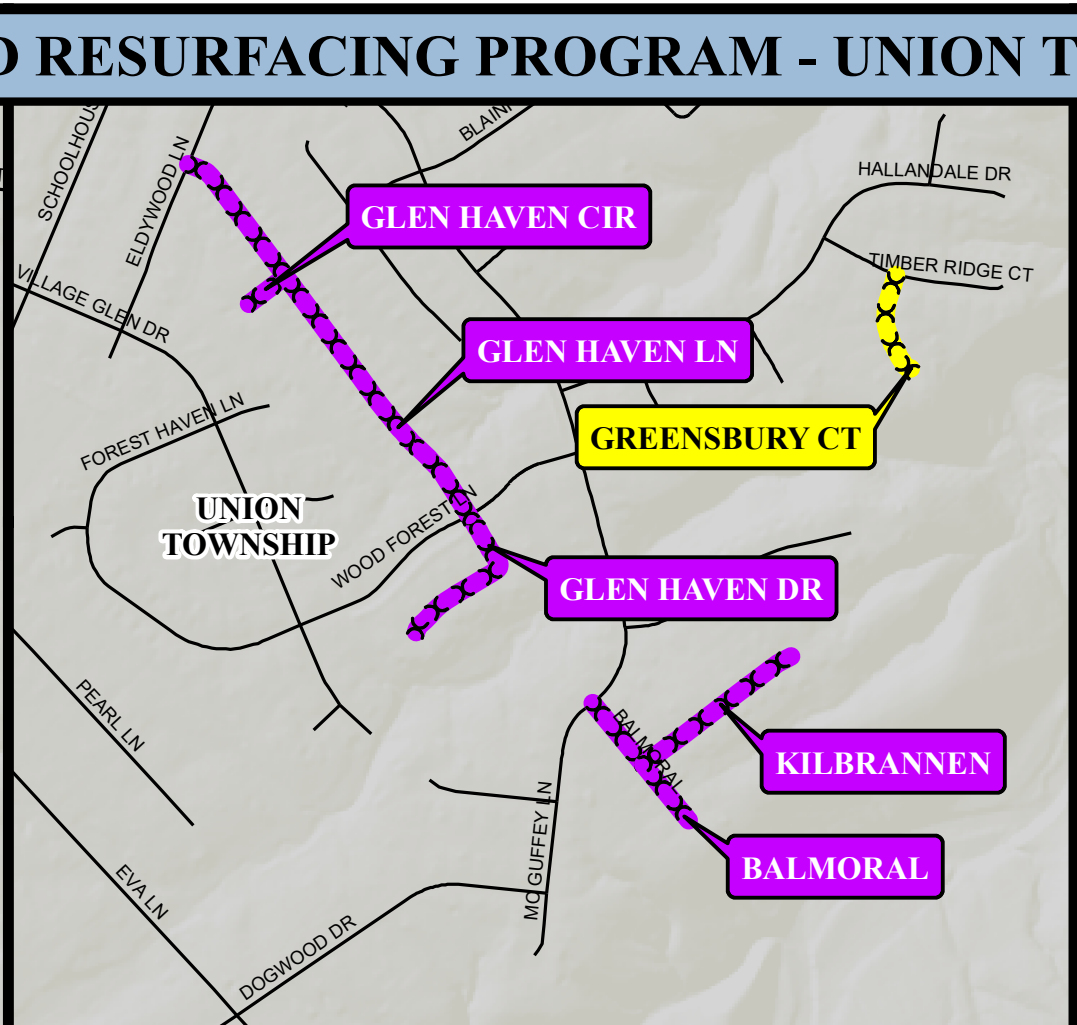 RESURFACING PROGRAM - UNION
ELDYWOOD LN
HALLANDALE DR
GLEN HAVEN CIR
TIMBER RIDGE CT
VILLAGE GLEN DR
GLEN HAVEN LN
FOREST HAVEN LN
GREENSBURY CT
UNION
TOWNSHIP
WOOD FOREST LN
GLEN HAVEN DR
PEARL LN
BALMORAL
KILBRANNEN
MC GUFFEY LN
BALMORAL
EVA LN
DOGWOOD DR